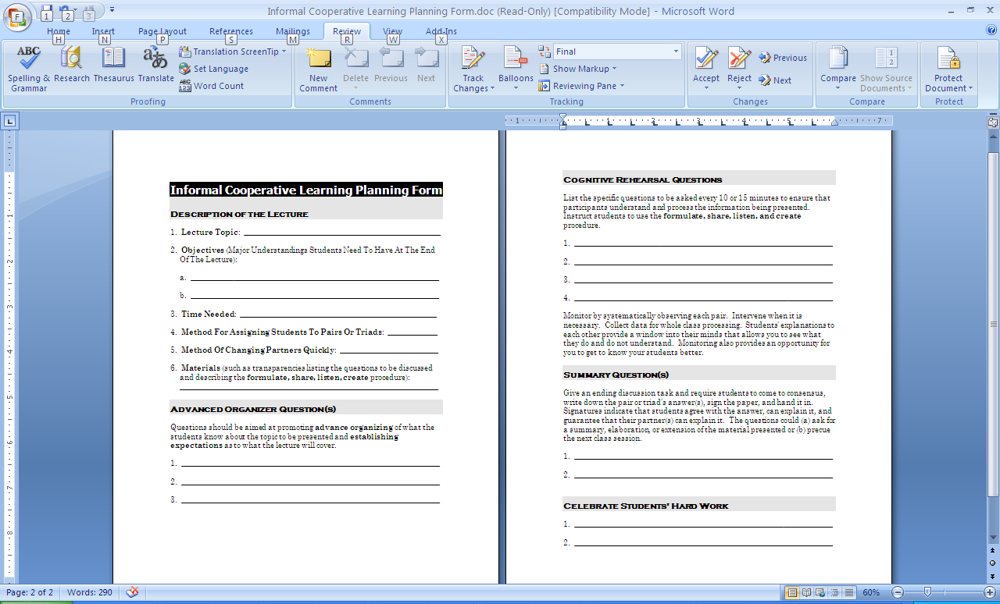 Informal Cooperative Learning Planning Form.doc (Read-Only) [Compatibility Mode] - Microsoft Word
F 1 2 3
Home Insert Page Layout References Mailings Review View Add-Ins
H N P S M R W X
ABC
Spelling & Grammar
Research
Thesaurus
Translate
Translation ScreenTip
Set Language
ABC 123 Word Count
Proofing
New Comment
Delete
Previous
Next
Comments
Track Changes
Balloons
Final
Show Markup
Reviewing Pane
Tracking
Accept
Reject
Previous
Next
Changes
Compare
Show Source Documents
Compare
Protect Document
Protect
1 1 2 3 4 5 7
1
2
3
4
5
6
7
8
Informal Cooperative Learning Planning Form
Description of the Lecture
1. Lecture Topic: ____
2. Objectives (Major Understandings Students Need To Have At The End
Of The Lecture):
a. ____
b. ____
3. Time Needed: ____
4. Method For Assigning Students To Pairs Or Triads: ____
5. Method Of Changing Partners Quickly: ____
6. Materials (such as transparencies listing the questions to be discussed
and describing the formulate, share, listen, create procedure):
____
Advanced Organizer Question(s)
Questions should be aimed at promoting advance organizing of what the
students know about the topic to be presented and establishing
expectations as to what the lecture will cover.
1. ____
2. ____
3. ____
Cognitive Rehearsal Questions
List the specific questions to be asked every 10 or 15 minutes to ensure that
participants understand and process the information being presented.
Instruct students to use the formulate, share, listen, and create
procedure.
1. ____
2. ____
3. ____
4. ____
Monitor by systematically observing each pair. Intervene when it is
necessary. Collect data for whole class processing. Students' explanations to
each other provide a window into their minds that allows you to see what
they do and do not understand. Monitoring also provides an opportunity for
you to get to know your students better.
Summary Question(s)
Give an ending discussion task and require students to come to consensus,
write down the pair or triad's answer(s), sign the paper, and hand it in.
Signatures indicate that students agree with the answer, can explain it, and
guarantee that their partner(s) can explain it. The questions could (a) ask for
a summary, elaboration, or extension of the material presented or (b) precue
the next class session.
1. ____
2. ____
Celebrate Students' Hard Work
1. ____
2. ____
Page: 2 of 2 Words: 290 60%